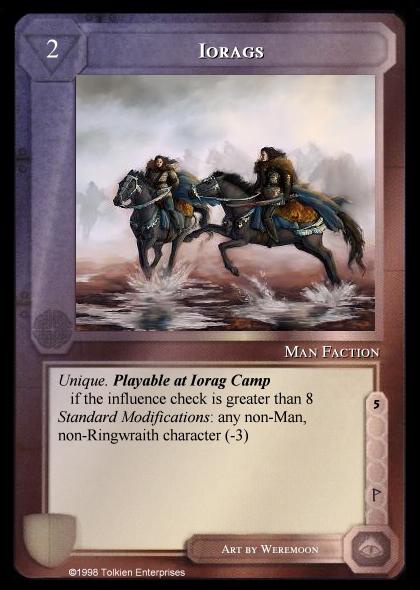 2
IORAGS
MAN FACTION
Unique. Playable at Iorag Camp
if the influence check is greater than 8
Standard Modifications: any non-Man,
non-Ringwraith character (-3)
5
ᚹ
ART BY WEREMOON
©1998 Tolkien Enterprises